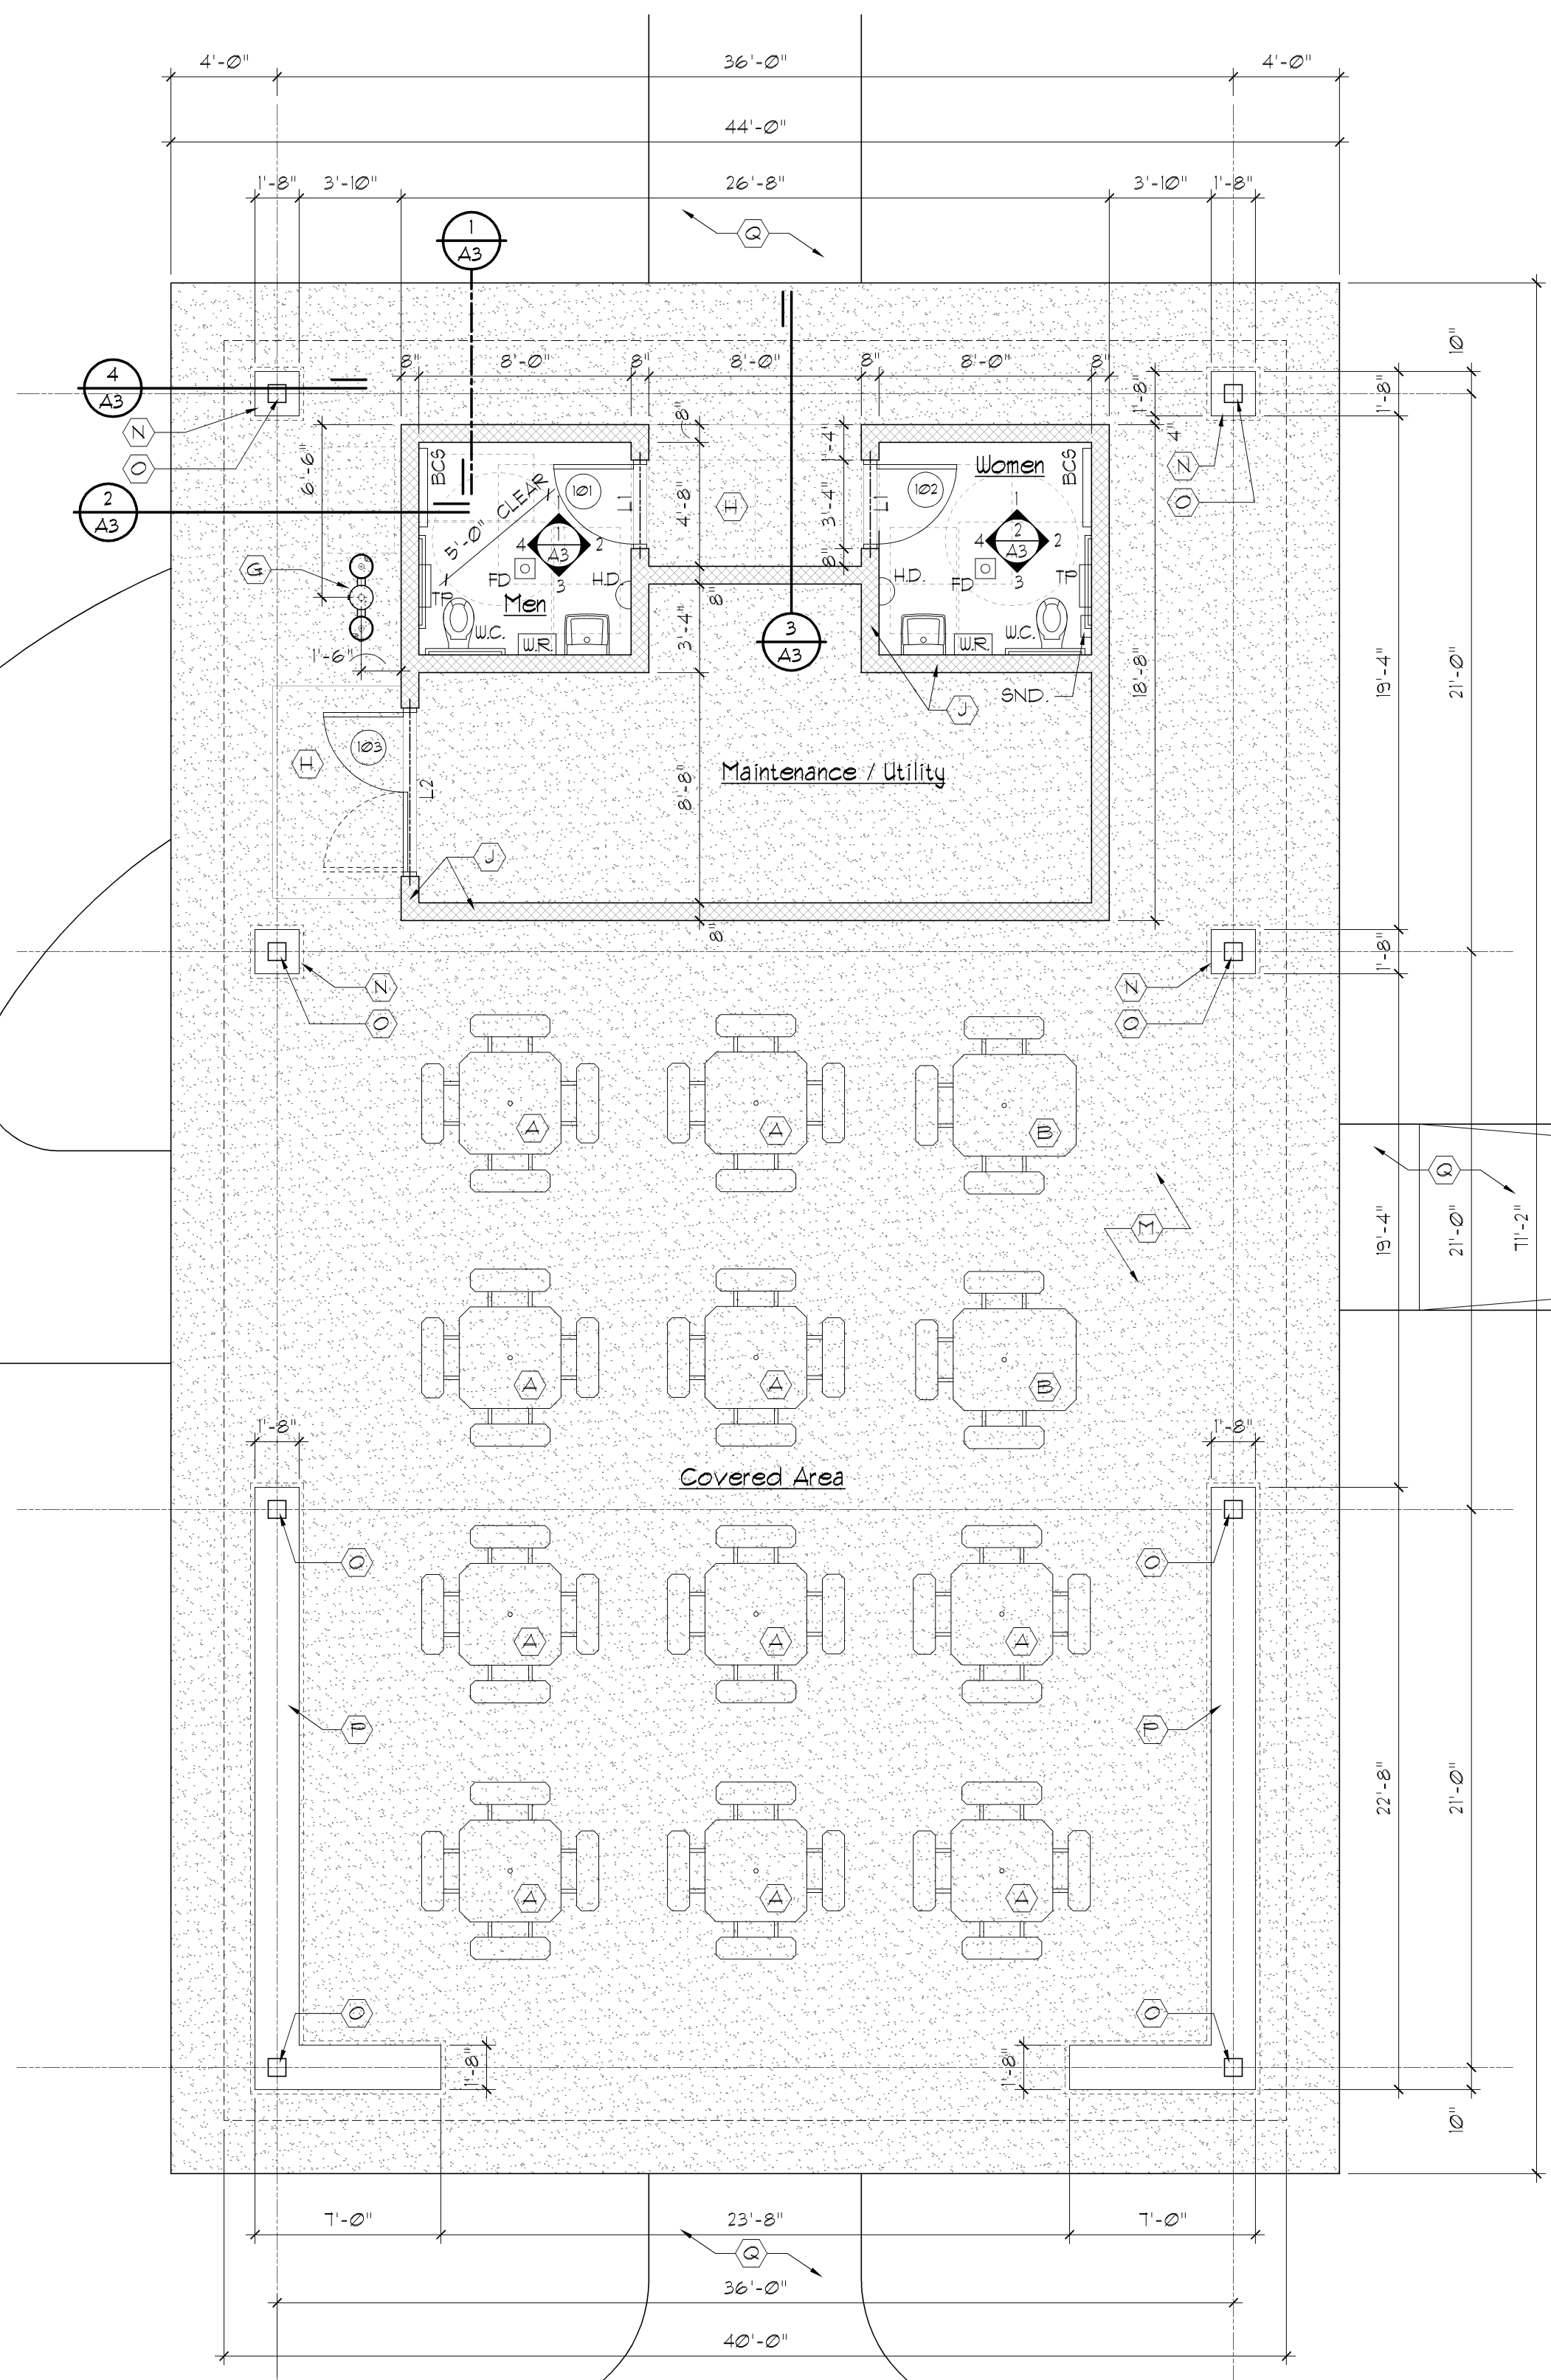 4'-0" 36'-0" 4'-0"
44'-0"
1'-8" 3'-10" 26'-8" 3'-10" 1'-8"
1
A3
Q
10"
8" 8'-0" 8" 8'-0" 8" 8'-0" 8"
4
A3
1'-8"
1'-8"
N
O
8"
4"
6'-6"
BCS
1'-4"
Women
BCS
N
O
2
A3
5'-0" CLEAR
101
L1
4'-8"
H
3'-4"
L1
102
1
4 1 2
A3
3
1
4 2 2
A3
3
G
FD
H.D.
8"
H.D.
FD
TP
TP
Men
8"
W.C.
W.R.
3'-4"
3
A3
W.R.
W.C.
1'-6"
18'-8"
19'-4"
21'-0"
SND.
J
103
H
L2
8'-8"
Maintenance / Utility
J
8"
1'-8"
N
O
N
O
A
A
B
Q
M
19'-4"
21'-0"
71'-2"
A
A
B
1'-8"
1'-8"
Covered Area
O
O
A
A
A
P
P
22'-8"
21'-0"
A
A
A
O
O
1'-8"
1'-8"
10"
7'-0" 23'-8" 7'-0"
Q
36'-0"
40'-0"